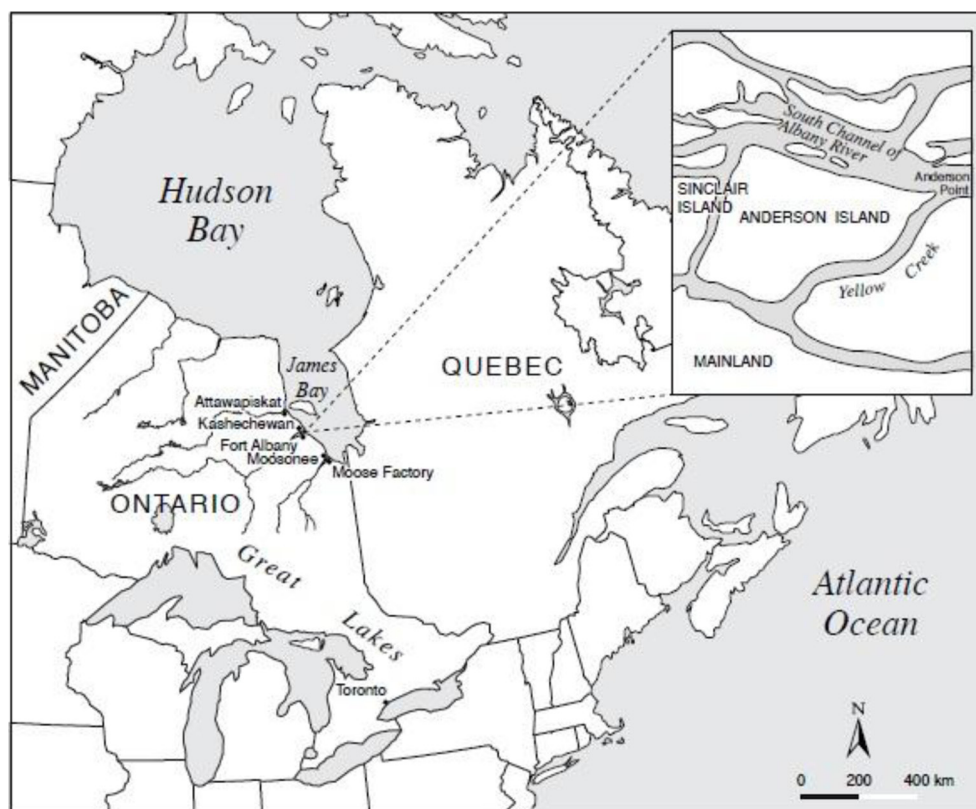 Hudson
Bay
MANITOBA
James
Bay
QUEBEC
Attawapiskat
Kashechewan
Fort Albany
Moosonee
Moose Factory
ONTARIO
Great
Lakes
Toronto
Atlantic
Ocean
N
0 200 400 km
South Channel of
Albany River
Anderson
Point
SINCLAIR
ISLAND
ANDERSON ISLAND
Yellow Creek
MAINLAND